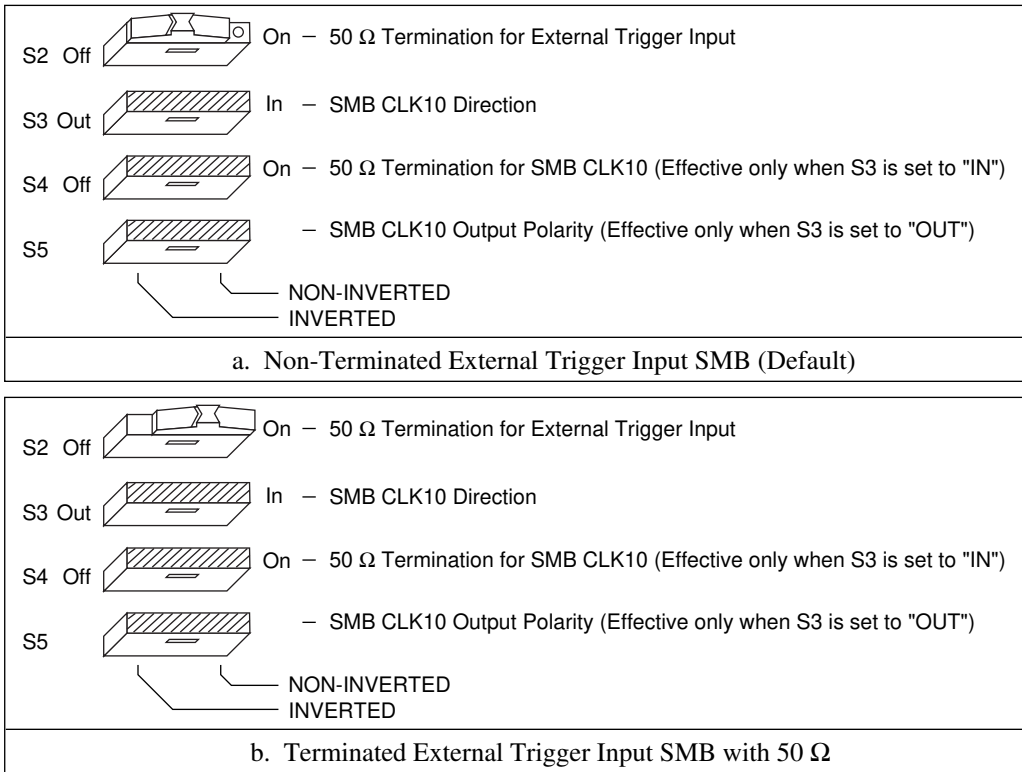 S2 Off On – 50 Ω Termination for External Trigger Input
S3 Out In – SMB CLK10 Direction
S4 Off On – 50 Ω Termination for SMB CLK10 (Effective only when S3 is set to "IN")
S5 – SMB CLK10 Output Polarity (Effective only when S3 is set to "OUT")
NON-INVERTED
INVERTED
a. Non-Terminated External Trigger Input SMB (Default)
S2 Off On – 50 Ω Termination for External Trigger Input
S3 Out In – SMB CLK10 Direction
S4 Off On – 50 Ω Termination for SMB CLK10 (Effective only when S3 is set to "IN")
S5 – SMB CLK10 Output Polarity (Effective only when S3 is set to "OUT")
NON-INVERTED
INVERTED
b. Terminated External Trigger Input SMB with 50 Ω